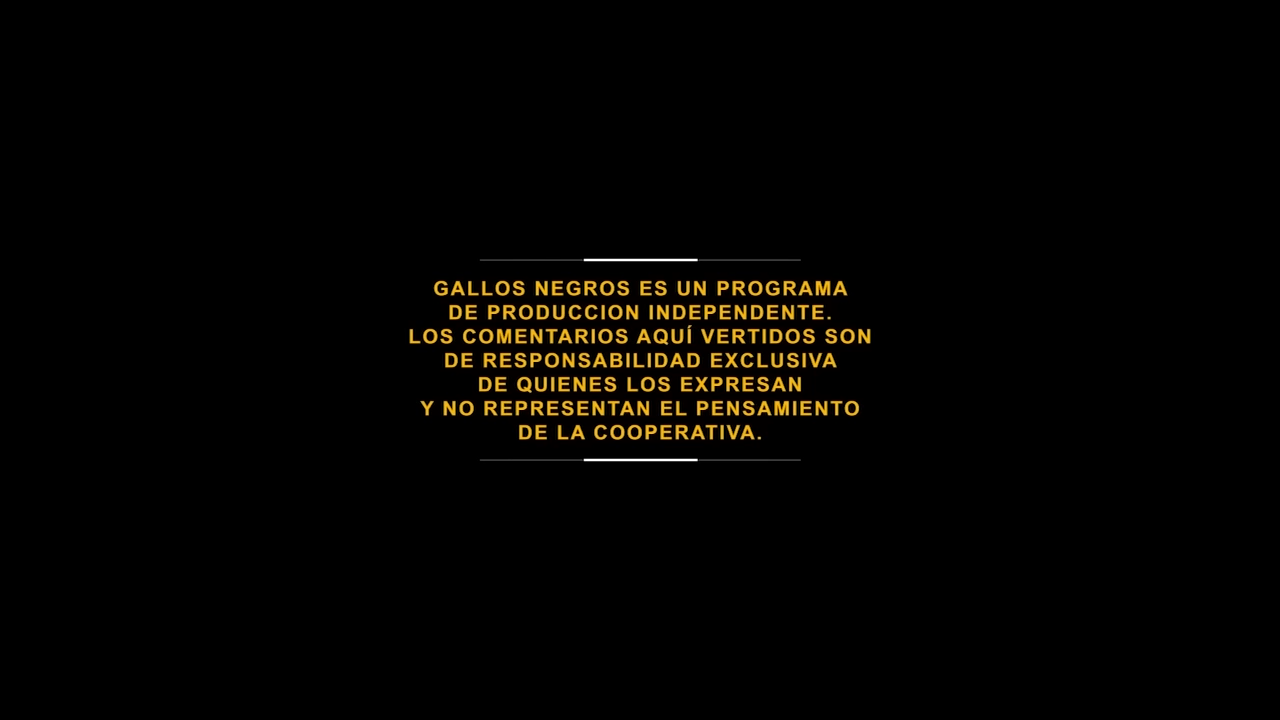 GALLOS NEGROS ES UN PROGRAMA
DE PRODUCCION INDEPENDENTE.
LOS COMENTARIOS AQUÍ VERTIDOS SON
DE RESPONSABILIDAD EXCLUSIVA
DE QUIENES LOS EXPRESAN
Y NO REPRESENTAN EL PENSAMIENTO
DE LA COOPERATIVA.